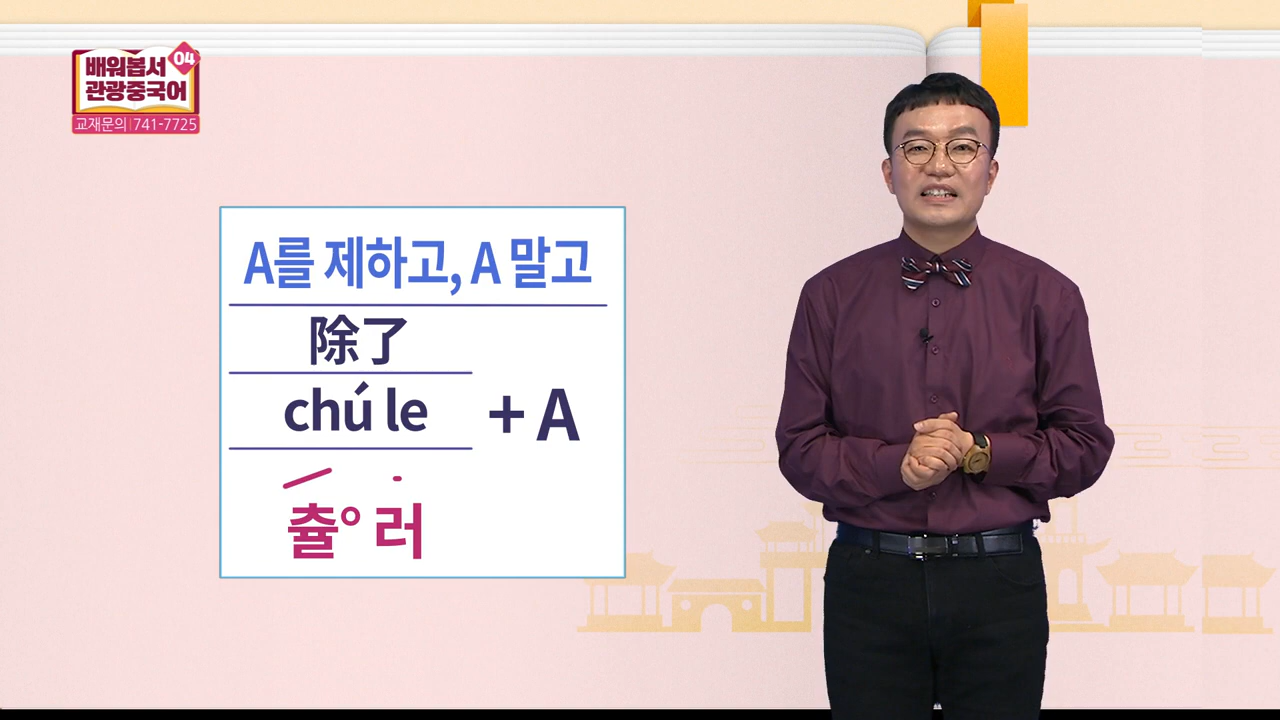 배워봅서 04
관광중국어
교재문의 | 741-7725
A를 제하고, A 말고
除了
chú le
+ A
츌° 러